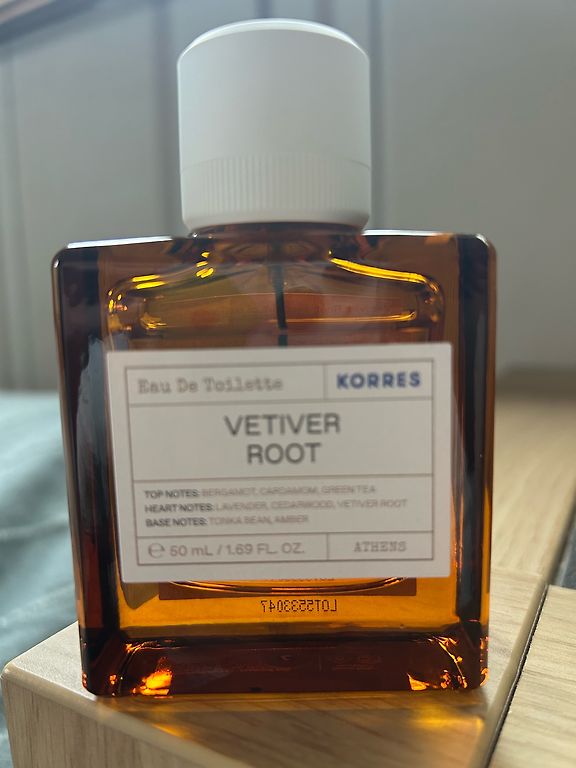 Eau De Toilette KORRES
VETIVER
ROOT
TOP NOTES: BERGAMOT, CARDAMOM, GREEN TEA
HEART NOTES: LAVENDER, CEDARWOOD, VETIVER ROOT
BASE NOTES: TONKA BEAN, AMBER
℮ 50 mL / 1.69 FL. OZ. ATHENS
LOT5533047